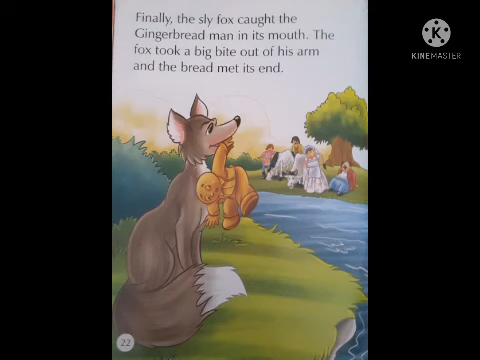 Finally, the sly fox caught the
Gingerbread man in its mouth. The
fox took a big bite out of his arm
and the bread met its end.
K
KINEMASTER
22